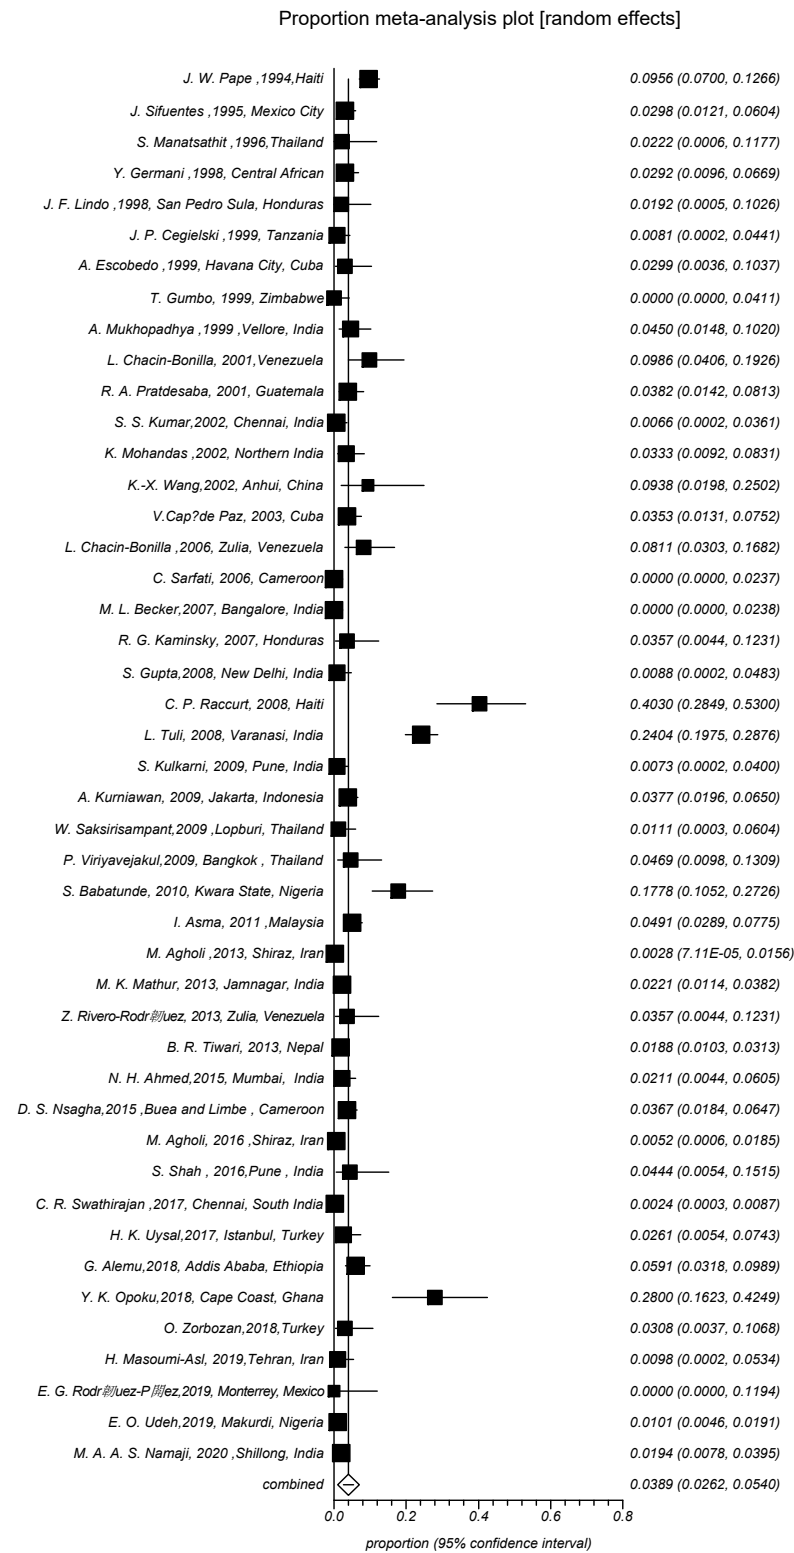 Proportion meta-analysis plot [random effects]
J. W. Pape ,1994,Haiti 0.0956 (0.0700, 0.1266)
J. Sifuentes ,1995, Mexico City 0.0298 (0.0121, 0.0604)
S. Manatsathit ,1996,Thailand 0.0222 (0.0006, 0.1177)
Y. Germani ,1998, Central African 0.0292 (0.0096, 0.0669)
J. F. Lindo ,1998, San Pedro Sula, Honduras 0.0192 (0.0005, 0.1026)
J. P. Cegielski ,1999, Tanzania 0.0081 (0.0002, 0.0441)
A. Escobedo ,1999, Havana City, Cuba 0.0299 (0.0036, 0.1037)
T. Gumbo, 1999, Zimbabwe 0.0000 (0.0000, 0.0411)
A. Mukhopadhya ,1999 ,Vellore, India 0.0450 (0.0148, 0.1020)
L. Chacin-Bonilla, 2001,Venezuela 0.0986 (0.0406, 0.1926)
R. A. Pratdesaba, 2001, Guatemala 0.0382 (0.0142, 0.0813)
S. S. Kumar,2002, Chennai, India 0.0066 (0.0002, 0.0361)
K. Mohandas ,2002, Northern India 0.0333 (0.0092, 0.0831)
K.-X. Wang,2002, Anhui, China 0.0938 (0.0198, 0.2502)
V.Cap?de Paz, 2003, Cuba 0.0353 (0.0131, 0.0752)
L. Chacin-Bonilla ,2006, Zulia, Venezuela 0.0811 (0.0303, 0.1682)
C. Sarfati, 2006, Cameroon 0.0000 (0.0000, 0.0237)
M. L. Becker,2007, Bangalore, India 0.0000 (0.0000, 0.0238)
R. G. Kaminsky, 2007, Honduras 0.0357 (0.0044, 0.1231)
S. Gupta,2008, New Delhi, India 0.0088 (0.0002, 0.0483)
C. P. Raccurt, 2008, Haiti 0.4030 (0.2849, 0.5300)
L. Tuli, 2008, Varanasi, India 0.2404 (0.1975, 0.2876)
S. Kulkarni, 2009, Pune, India 0.0073 (0.0002, 0.0400)
A. Kurniawan, 2009, Jakarta, Indonesia 0.0377 (0.0196, 0.0650)
W. Saksirisampant,2009 ,Lopburi, Thailand 0.0111 (0.0003, 0.0604)
P. Viriyavejakul,2009, Bangkok , Thailand 0.0469 (0.0098, 0.1309)
S. Babatunde, 2010, Kwara State, Nigeria 0.1778 (0.1052, 0.2726)
I. Asma, 2011 ,Malaysia 0.0491 (0.0289, 0.0775)
M. Agholi ,2013, Shiraz, Iran 0.0028 (7.11E-05, 0.0156)
M. K. Mathur, 2013, Jamnagar, India 0.0221 (0.0114, 0.0382)
Z. 2013, Zulia, Venezuela 0.0357 (0.0044, 0.1231)
B. R. Tiwari, 2013, Nepal 0.0188 (0.0103, 0.0313)
N. H. Ahmed,2015, Mumbai, India 0.0211 (0.0044, 0.0605)
D. S. Nsagha,2015 ,Buea and Limbe , Cameroon 0.0367 (0.0184, 0.0647)
M. Agholi, 2016 ,Shiraz, Iran 0.0052 (0.0006, 0.0185)
S. Shah , 2016,Pune , India 0.0444 (0.0054, 0.1515)
C. R. Swathirajan ,2017, Chennai, South India 0.0024 (0.0003, 0.0087)
H. K. Uysal,2017, Istanbul, Turkey 0.0261 (0.0054, 0.0743)
G. Alemu,2018, Addis Ababa, Ethiopia 0.0591 (0.0318, 0.0989)
Y. K. Opoku,2018, Cape Coast, Ghana 0.2800 (0.1623, 0.4249)
O. Zorbozan,2018,Turkey 0.0308 (0.0037, 0.1068)
H. Masoumi-Asl, 2019,Tehran, Iran 0.0098 (0.0002, 0.0534)
E. G. Monterrey, Mexico 0.0000 (0.0000, 0.1194)
E. O. Udeh,2019, Makurdi, Nigeria 0.0101 (0.0046, 0.0191)
M. A. A. S. Namaji, 2020 ,Shillong, India 0.0194 (0.0078, 0.0395)
combined 0.0389 (0.0262, 0.0540)
0.0 0.2 0.4 0.6 0.8
proportion (95% confidence interval)